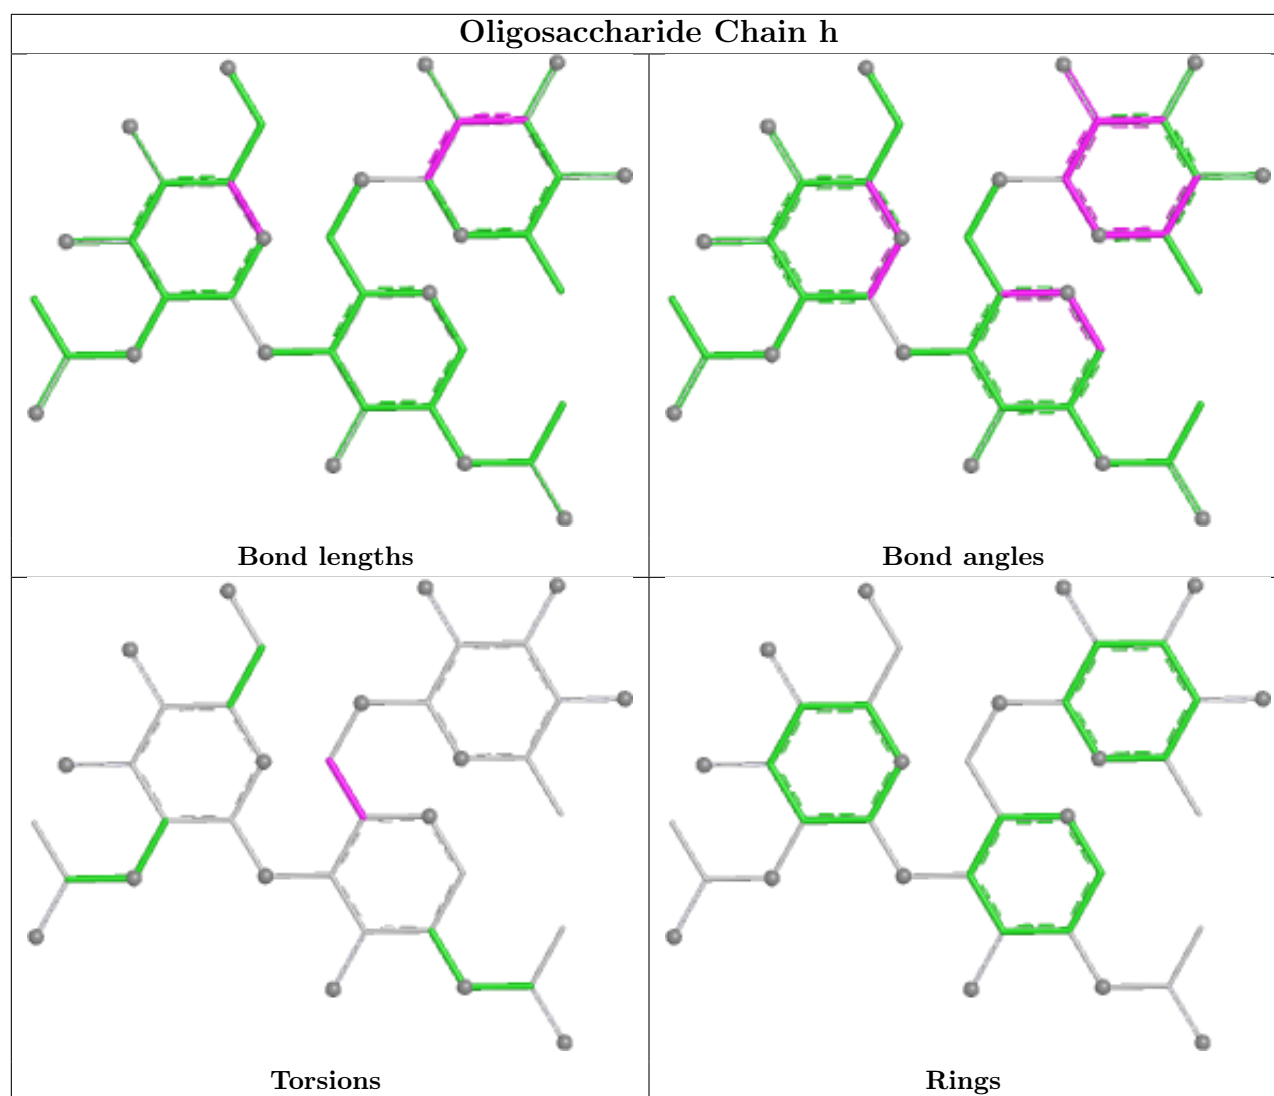 Oligosaccharide Chain h
Bond lengths
Bond angles
Torsions
Rings